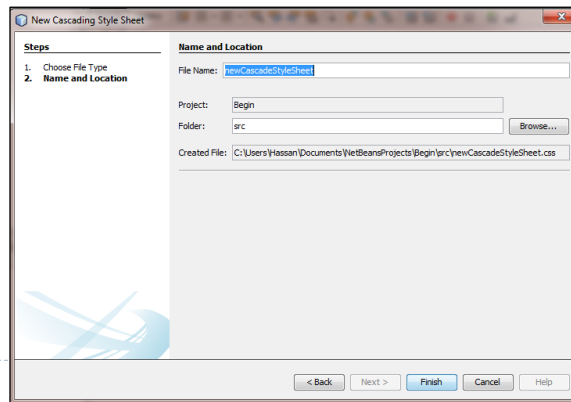 New Cascading Style Sheet
Steps
1. Choose File Type
2. Name and Location
Name and Location
File Name: newCascadeStyleSheet
Project: Begin
Folder: src Browse...
Created File: C:\Users\Hassan\Documents\NetBeansProjects\Begin\src\newCascadeStyleSheet.css
< Back Next > Finish Cancel Help